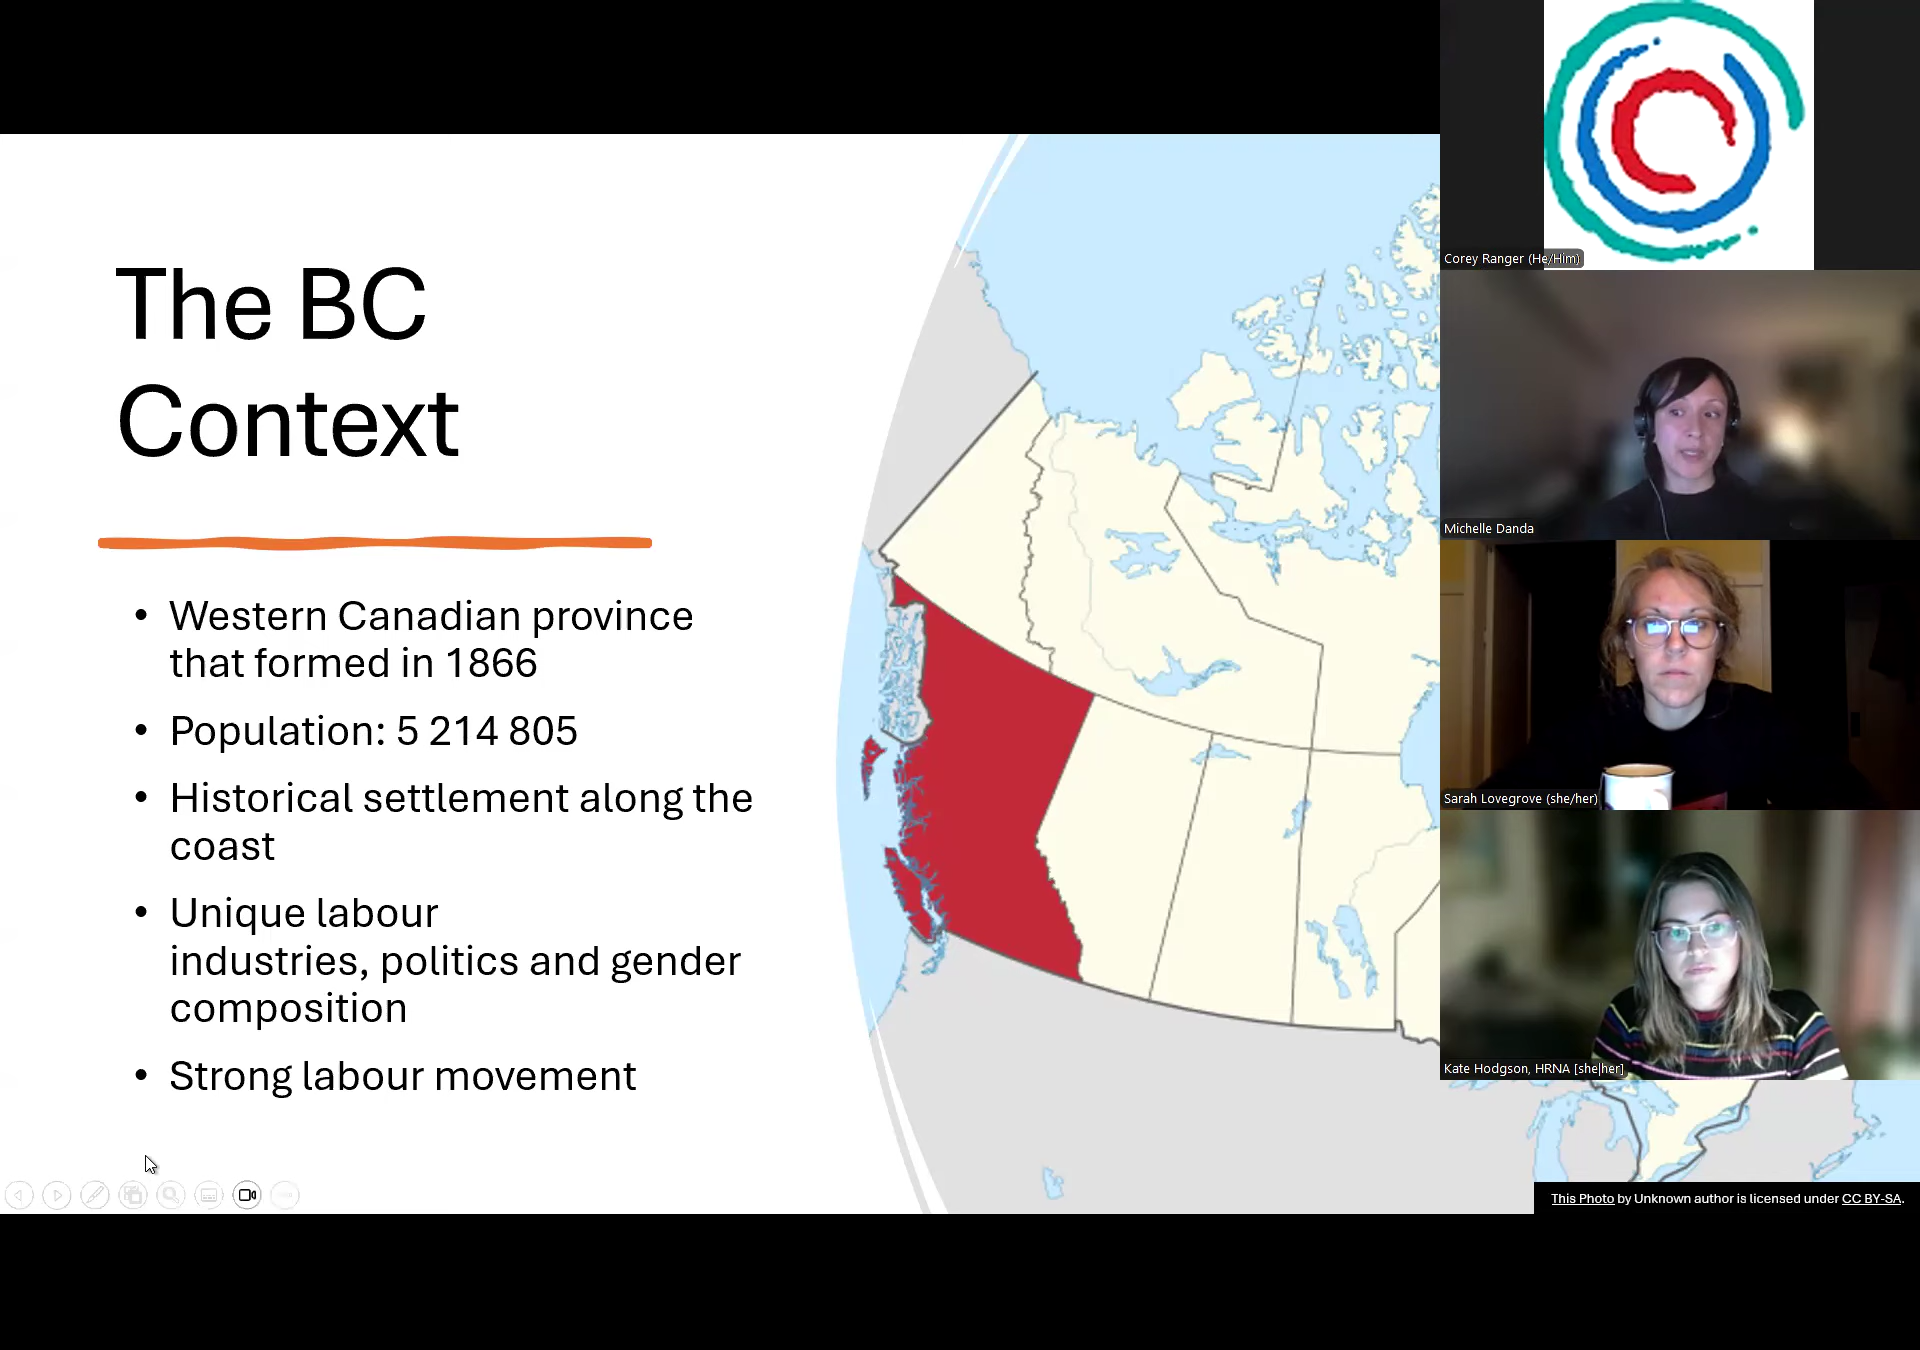 The BC
Context
Western Canadian province
that formed in 1866
Population: 5 214 805
Historical settlement along the
coast
Unique labour
industries, politics and gender
composition
Strong labour movement
Corey Ranger (He/Him)
Michelle Danda
Sarah Lovegrove (she/her)
Kate Hodgson, HRNA [she|her]
This Photo by Unknown author is licensed under CC BY-SA.